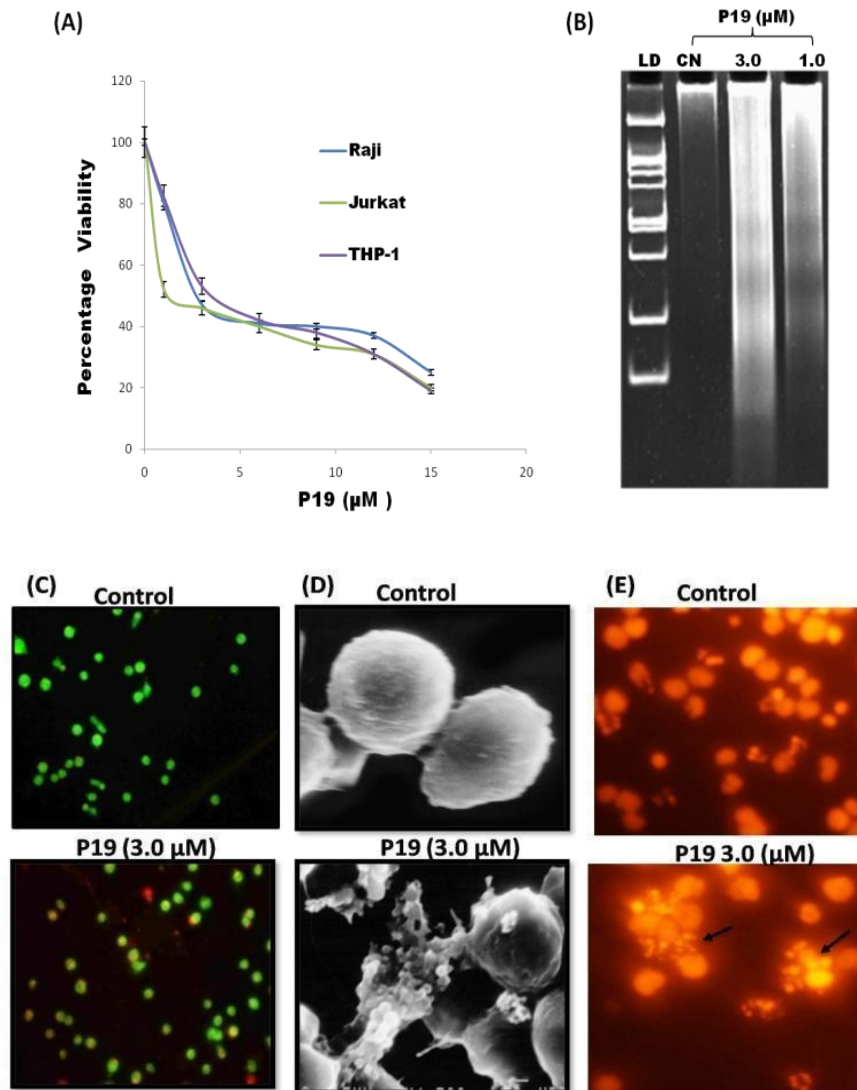 (A)
120
100
80
60
40
20
0
0 5 10 15 20
Percentage Viability
P19 (µM )
Raji
Jurkat
THP-1
(B)
P19 (µM)
LD CN 3.0 1.0
(C)
Control
P19 (3.0 µM)
(D)
Control
P19 (3.0 µM)
(E)
Control
P19 3.0 (µM)